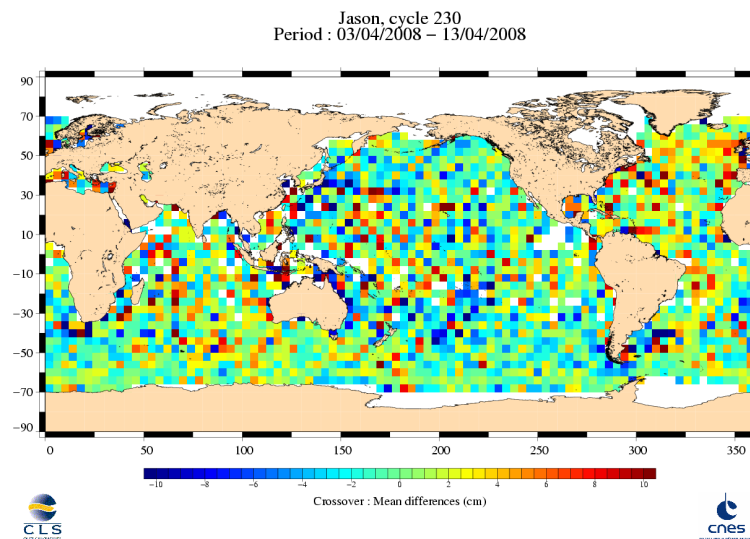 Jason, cycle 230
Period : 03/04/2008 − 13/04/2008
90
70
50
30
10
−10
−30
−50
−70
−90
0 50 100 150 200 250 300 350
−10 −8 −6 −4 −2 0 2 4 6 8 10
Crossover : Mean differences (cm)
CLS
cnes